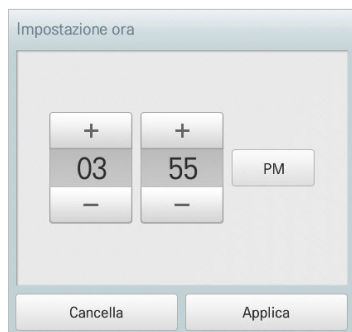 Impostazione ora
+ +
03 55 PM
− −
Cancella Applica